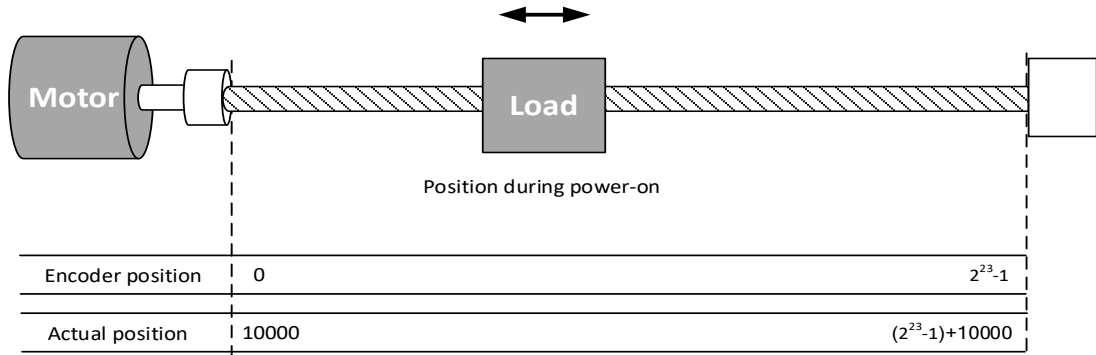 Motor
Load
Position during power-on
Encoder position 0 2²³-1
Actual position 10000 (2²³-1)+10000